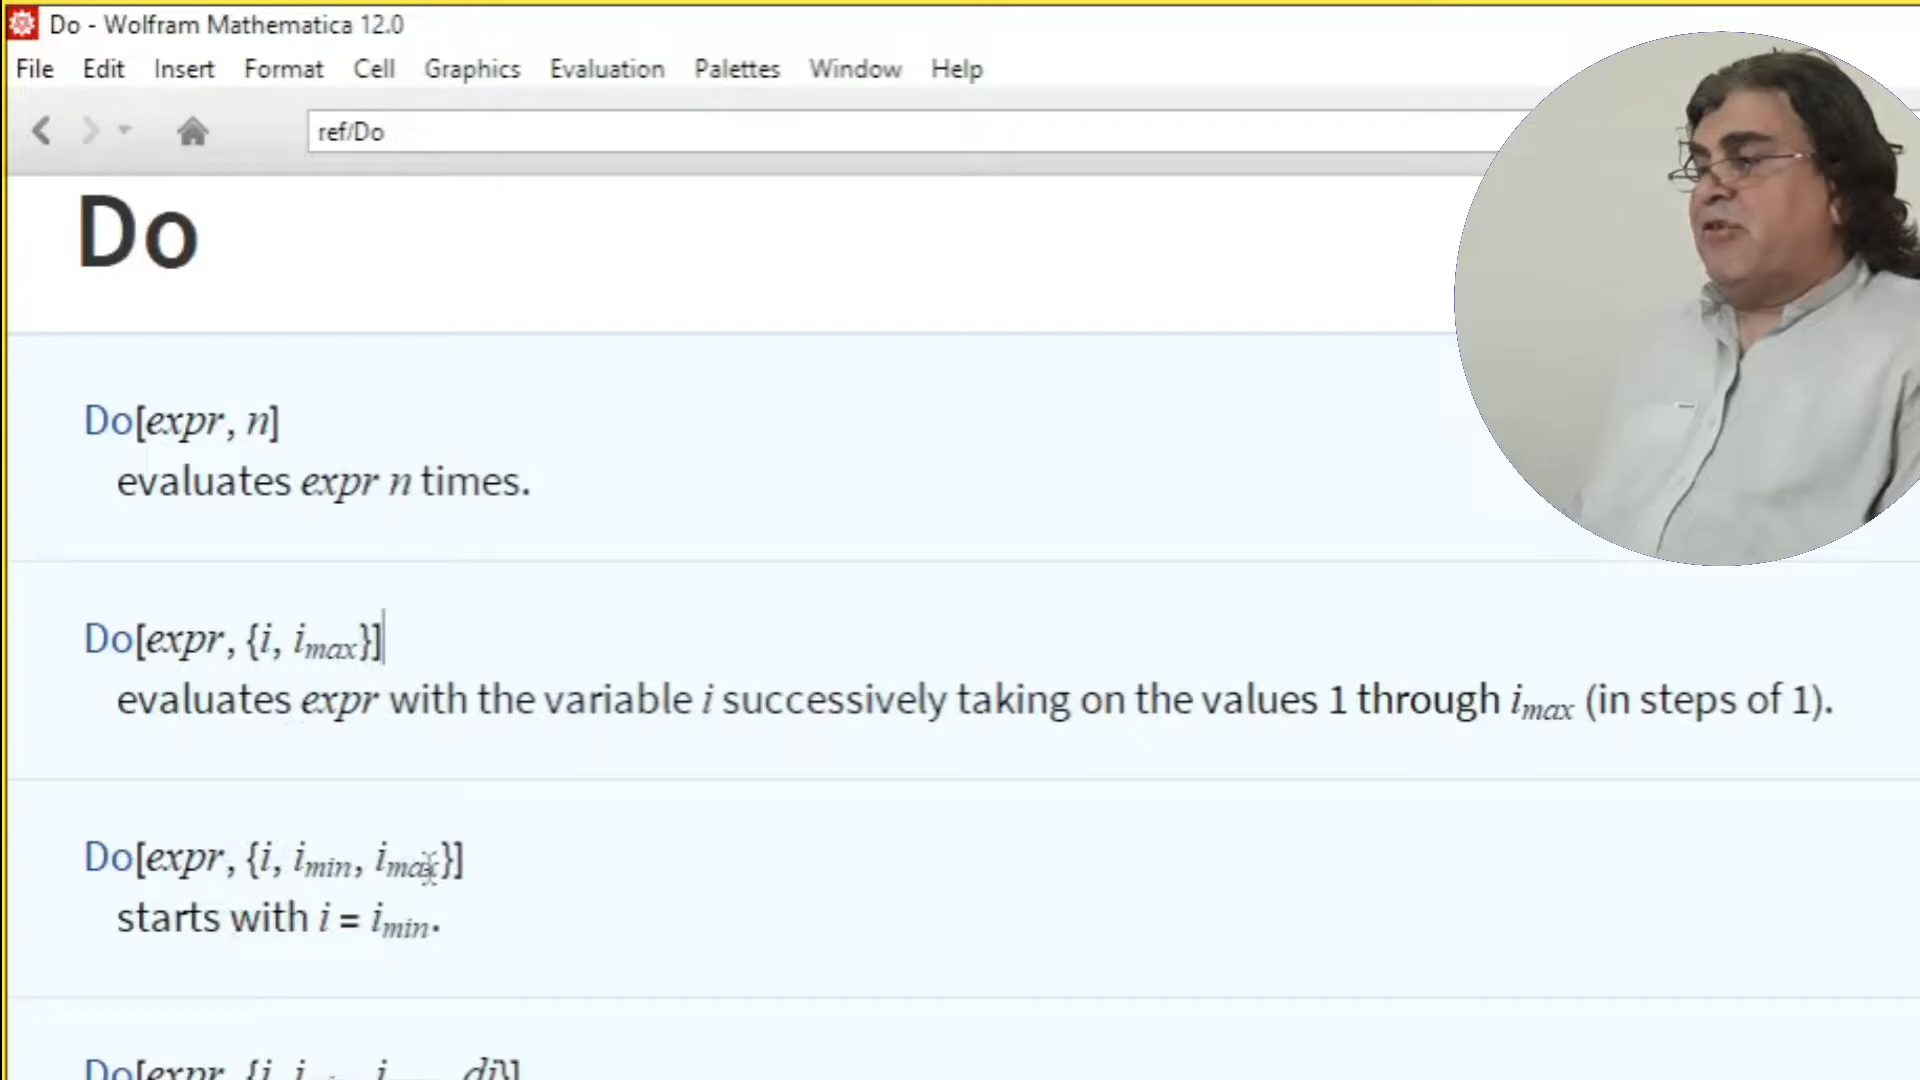 Do - Wolfram Mathematica 12.0
File Edit Insert Format Cell Graphics Evaluation Palettes Window Help
ref/Do
Do
Do[expr, n]
evaluates expr n times.
Do[expr, {i, imax}]
evaluates expr with the variable i successively taking on the values 1 through imax (in steps of 1).
Do[expr, {i, imin, imax}]
starts with i = imin.
Do[expr, {i, i